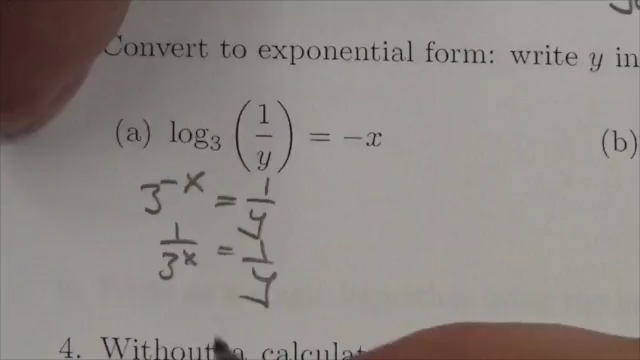 Convert to exponential form: write y in
(a) log₃ (1/y) = −x (b)
3^-x = 1/y
1/3^x = 1/y
4. Without a calculat